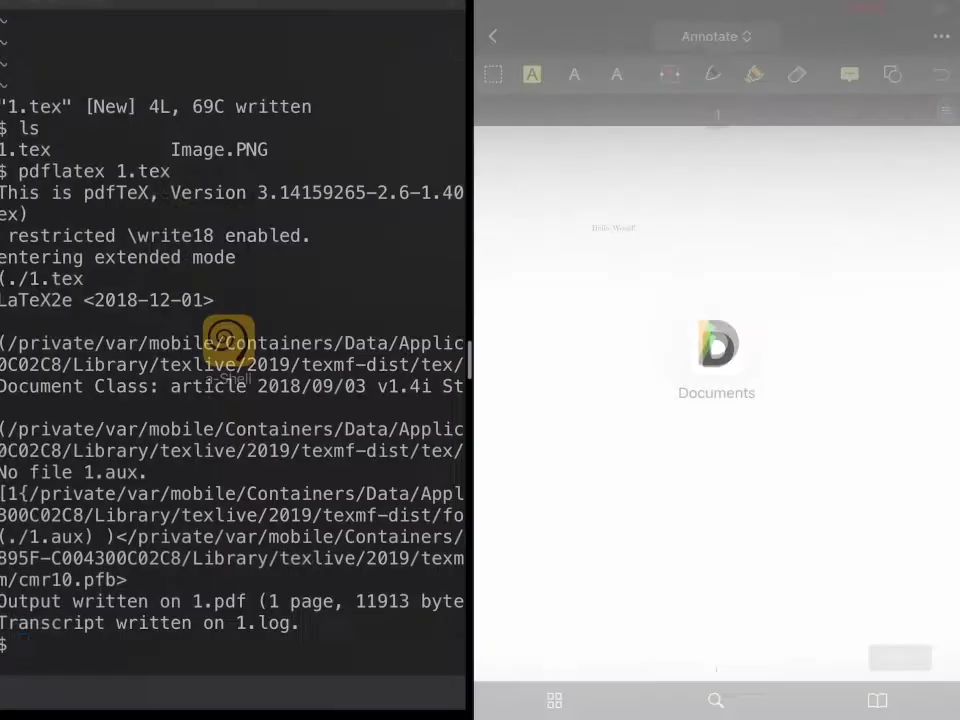 ~
~
~
~
"1.tex" [New] 4L, 69C written
$ ls
1.tex Image.PNG
$ pdflatex 1.tex
This is pdfTeX, Version 3.14159265-2.6-1.40
ex)
restricted \write18 enabled.
entering extended mode
(./1.tex
LaTeX2e <2018-12-01>
(/private/var/mobile/Containers/Data/Applic
0C02C8/Library/texlive/2019/texmf-dist/tex/
Document Class: article 2018/09/03 v1.4i St
(/private/var/mobile/Containers/Data/Applic
0C02C8/Library/texlive/2019/texmf-dist/tex/
No file 1.aux.
[1{/private/var/mobile/Containers/Data/Appl
300C02C8/Library/texlive/2019/texmf-dist/fo
(./1.aux) )</private/var/mobile/Containers/
895F-C004300C02C8/Library/texlive/2019/texm
m/cmr10.pfb>
Output written on 1.pdf (1 page, 11913 byte
Transcript written on 1.log.
$
a-Shell
Annotate
A A A
1
Hello World!
Documents
1